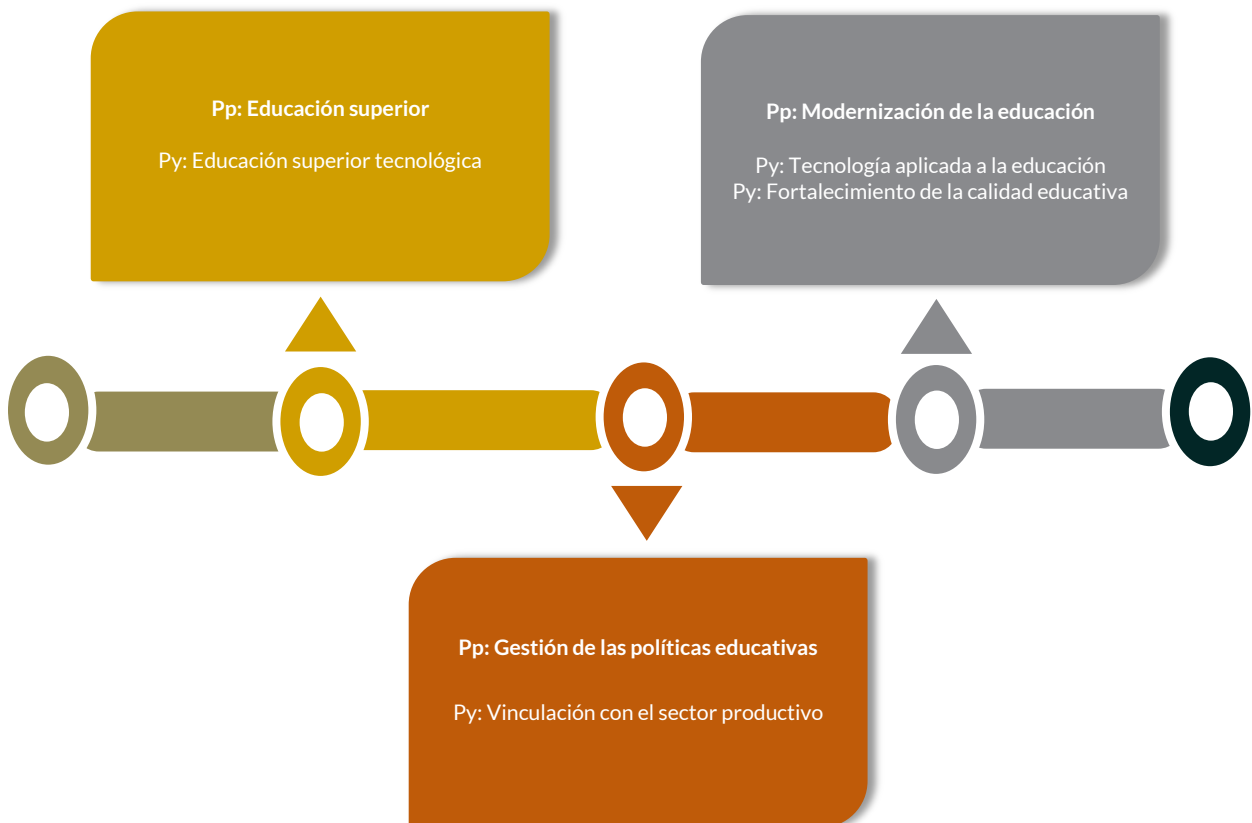 Pp: Educación superior
Py: Educación superior tecnológica
Pp: Modernización de la educación
Py: Tecnología aplicada a la educación
Py: Fortalecimiento de la calidad educativa
Pp: Gestión de las políticas educativas
Py: Vinculación con el sector productivo